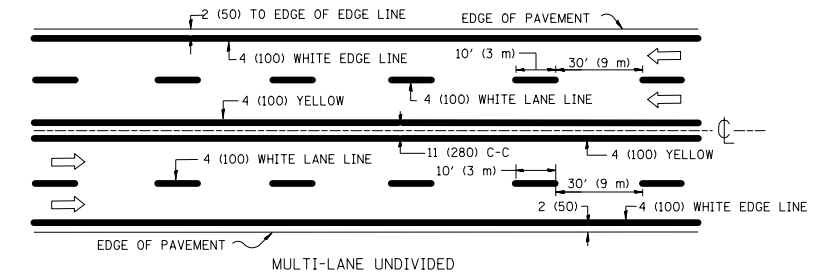 2 (50) TO EDGE OF EDGE LINE
EDGE OF PAVEMENT
4 (100) WHITE EDGE LINE
10' (3 m)
30' (9 m)
4 (100) YELLOW
4 (100) WHITE LANE LINE
℄
4 (100) WHITE LANE LINE
11 (280) C-C
4 (100) YELLOW
10' (3 m)
30' (9 m)
2 (50)
4 (100) WHITE EDGE LINE
EDGE OF PAVEMENT
MULTI-LANE UNDIVIDED